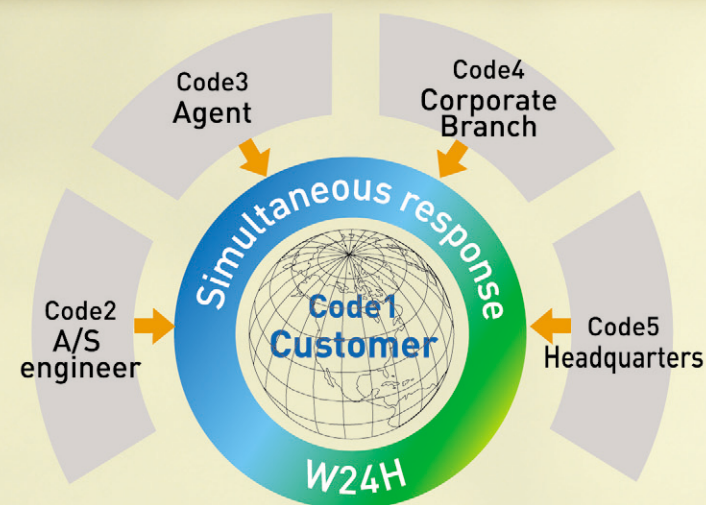 Code3
Agent
Code4
Corporate
Branch
Simultaneous response
Code2
A/S
engineer
Code1
Customer
Code5
Headquarters
W24H